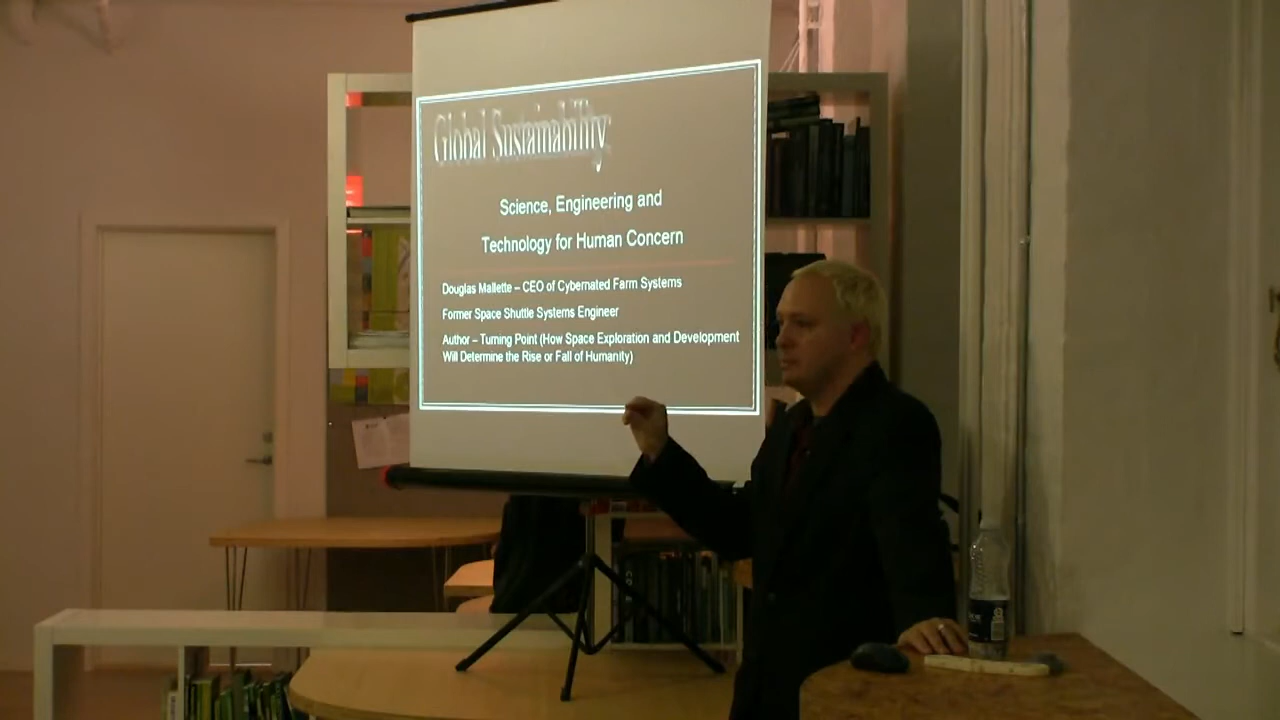 Global Sustainability:
Science, Engineering and
Technology for Human Concern
Douglas Mallette – CEO of Cybernated Farm Systems
Former Space Shuttle Systems Engineer
Author – Turning Point (How Space Exploration and Development
Will Determine the Rise or Fall of Humanity)